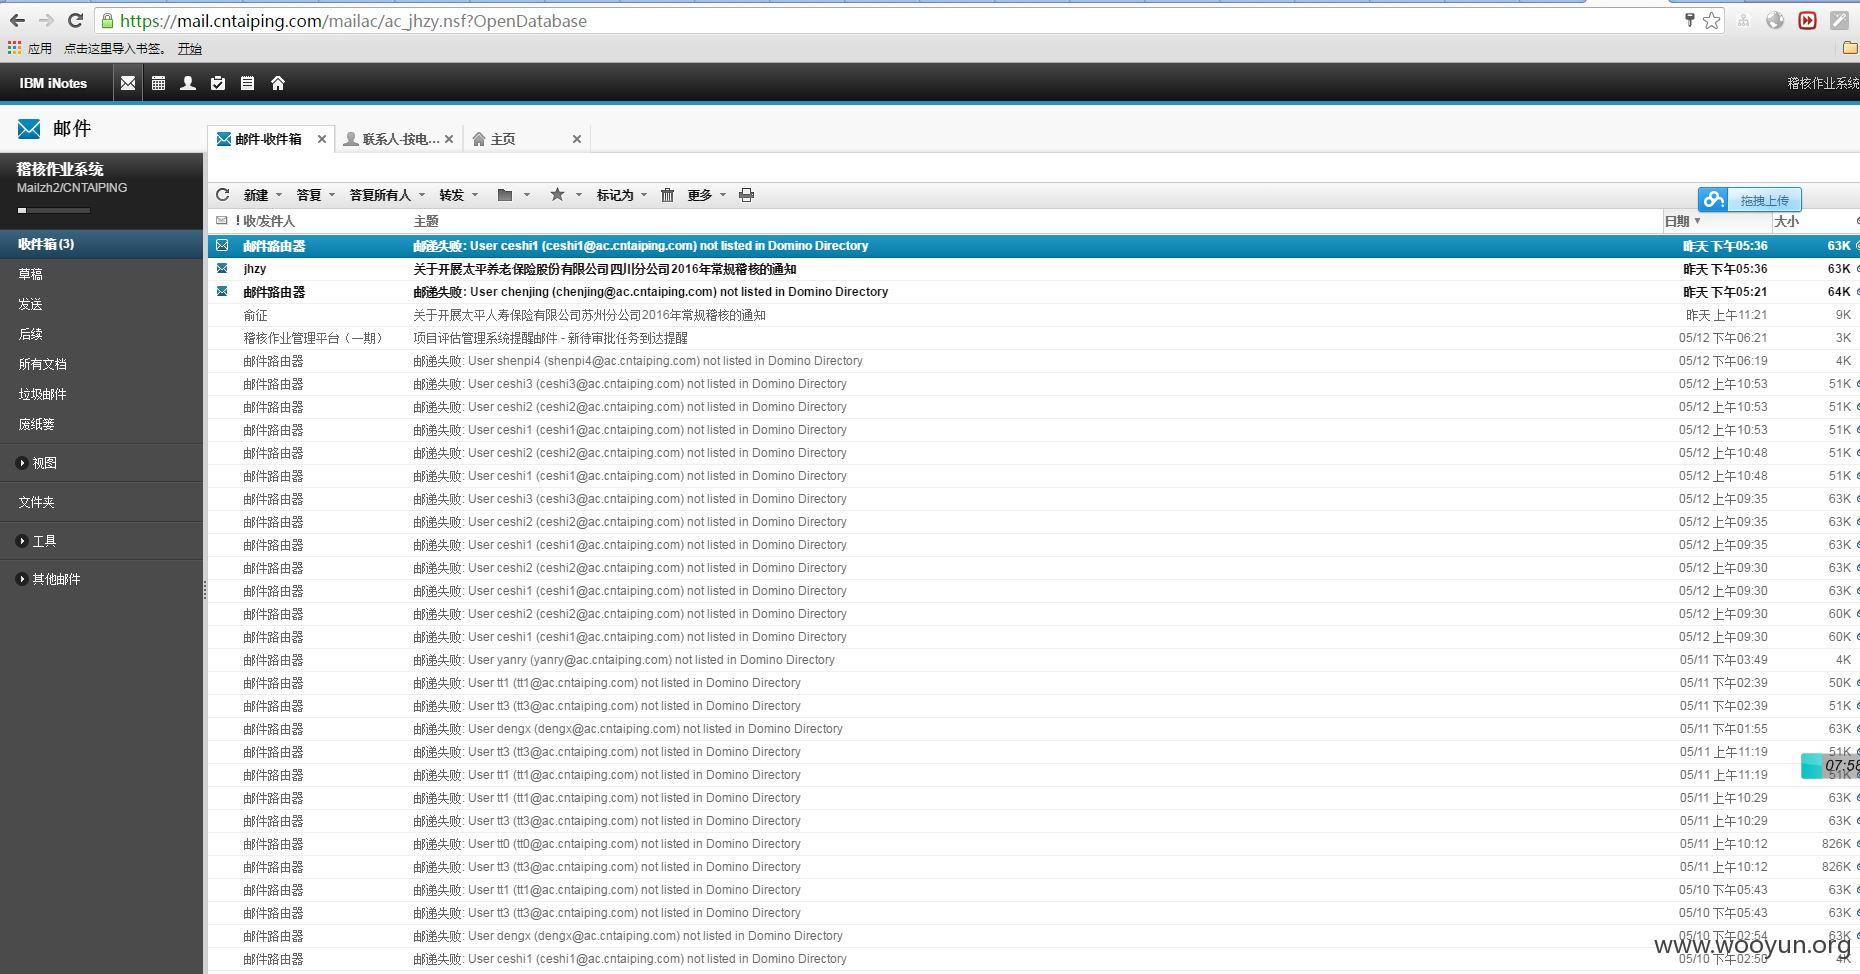 https://mail.cntaiping.com/mailac/ac_jhzy.nsf?OpenDatabase
应用 点击这里导入书签。 开始
IBM iNotes 稽核作业系统
邮件
邮件-收件箱 联系人-按电... 主页
稽核作业系统
Mailzh2/CNTAIPING
收件箱(3)
草稿
发送
后续
所有文档
垃圾邮件
废纸篓
视图
文件夹
工具
其他邮件
新建 答复 答复所有人 转发 标记为 更多
拖拽上传
! 收/发件人 主题 日期 大小
邮件路由器 邮递失败: User ceshi1 (ceshi1@ac.cntaiping.com) not listed in Domino Directory 昨天 下午05:36 63K
jhzy 关于开展太平养老保险股份有限公司四川分公司2016年常规稽核的通知 昨天 下午05:36 63K
邮件路由器 邮递失败: User chenjing (chenjing@ac.cntaiping.com) not listed in Domino Directory 昨天 下午05:21 64K
俞征 关于开展太平人寿保险有限公司苏州分公司2016年常规稽核的通知 昨天 上午11:21 9K
稽核作业管理平台（一期） 项目评估管理系统提醒邮件 - 新待审批任务到达提醒 05/12 下午06:21 3K
邮件路由器 邮递失败: User shenpi4 (shenpi4@ac.cntaiping.com) not listed in Domino Directory 05/12 下午06:19 4K
邮件路由器 邮递失败: User ceshi3 (ceshi3@ac.cntaiping.com) not listed in Domino Directory 05/12 上午10:53 51K
邮件路由器 邮递失败: User ceshi2 (ceshi2@ac.cntaiping.com) not listed in Domino Directory 05/12 上午10:53 51K
邮件路由器 邮递失败: User ceshi1 (ceshi1@ac.cntaiping.com) not listed in Domino Directory 05/12 上午10:53 51K
邮件路由器 邮递失败: User ceshi2 (ceshi2@ac.cntaiping.com) not listed in Domino Directory 05/12 上午10:48 51K
邮件路由器 邮递失败: User ceshi1 (ceshi1@ac.cntaiping.com) not listed in Domino Directory 05/12 上午10:48 51K
邮件路由器 邮递失败: User ceshi3 (ceshi3@ac.cntaiping.com) not listed in Domino Directory 05/12 上午09:35 63K
邮件路由器 邮递失败: User ceshi2 (ceshi2@ac.cntaiping.com) not listed in Domino Directory 05/12 上午09:35 63K
邮件路由器 邮递失败: User ceshi1 (ceshi1@ac.cntaiping.com) not listed in Domino Directory 05/12 上午09:35 63K
邮件路由器 邮递失败: User ceshi2 (ceshi2@ac.cntaiping.com) not listed in Domino Directory 05/12 上午09:30 63K
邮件路由器 邮递失败: User ceshi1 (ceshi1@ac.cntaiping.com) not listed in Domino Directory 05/12 上午09:30 63K
邮件路由器 邮递失败: User ceshi2 (ceshi2@ac.cntaiping.com) not listed in Domino Directory 05/12 上午09:30 60K
邮件路由器 邮递失败: User ceshi1 (ceshi1@ac.cntaiping.com) not listed in Domino Directory 05/12 上午09:30 60K
邮件路由器 邮递失败: User yanry (yanry@ac.cntaiping.com) not listed in Domino Directory 05/11 下午03:49 4K
邮件路由器 邮递失败: User tt1 (tt1@ac.cntaiping.com) not listed in Domino Directory 05/11 下午02:39 50K
邮件路由器 邮递失败: User tt3 (tt3@ac.cntaiping.com) not listed in Domino Directory 05/11 下午02:39 51K
邮件路由器 邮递失败: User dengx (dengx@ac.cntaiping.com) not listed in Domino Directory 05/11 下午01:55 63K
邮件路由器 邮递失败: User tt3 (tt3@ac.cntaiping.com) not listed in Domino Directory 05/11 上午11:19 51K
邮件路由器 邮递失败: User tt1 (tt1@ac.cntaiping.com) not listed in Domino Directory 05/11 上午11:19 51K
07:58
邮件路由器 邮递失败: User tt1 (tt1@ac.cntaiping.com) not listed in Domino Directory 05/11 上午10:29 63K
邮件路由器 邮递失败: User tt3 (tt3@ac.cntaiping.com) not listed in Domino Directory 05/11 上午10:29 63K
邮件路由器 邮递失败: User tt0 (tt0@ac.cntaiping.com) not listed in Domino Directory 05/11 上午10:12 826K
邮件路由器 邮递失败: User tt3 (tt3@ac.cntaiping.com) not listed in Domino Directory 05/11 上午10:12 826K
邮件路由器 邮递失败: User tt1 (tt1@ac.cntaiping.com) not listed in Domino Directory 05/10 下午05:43 63K
邮件路由器 邮递失败: User tt3 (tt3@ac.cntaiping.com) not listed in Domino Directory 05/10 下午05:43 63K
邮件路由器 邮递失败: User dengx (dengx@ac.cntaiping.com) not listed in Domino Directory 05/10 下午02:54 63K
邮件路由器 邮递失败: User ceshi1 (ceshi1@ac.cntaiping.com) not listed in Domino Directory 05/10 下午02:50 4K
www.wooyun.org